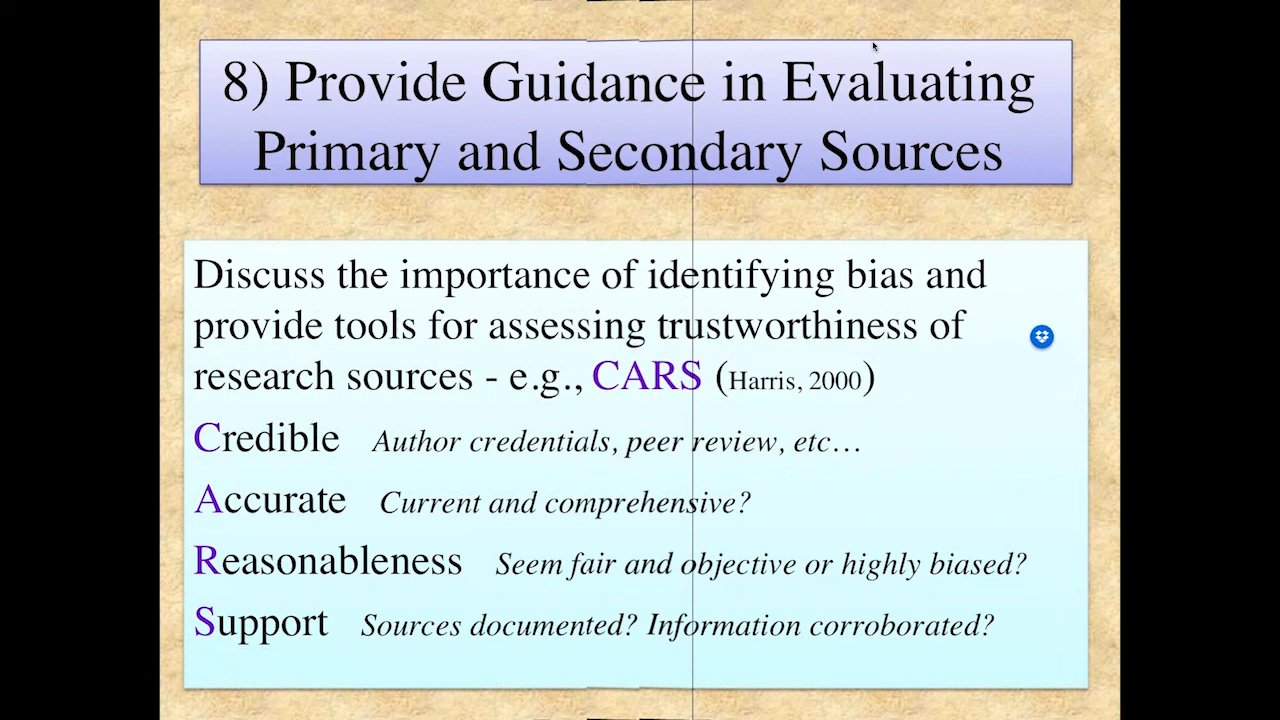 8) Provide Guidance in Evaluating
Primary and Secondary Sources
Discuss the importance of identifying bias and
provide tools for assessing trustworthiness of
research sources - e.g., CARS (Harris, 2000)
Credible Author credentials, peer review, etc…
Accurate Current and comprehensive?
Reasonableness Seem fair and objective or highly biased?
Support Sources documented? Information corroborated?